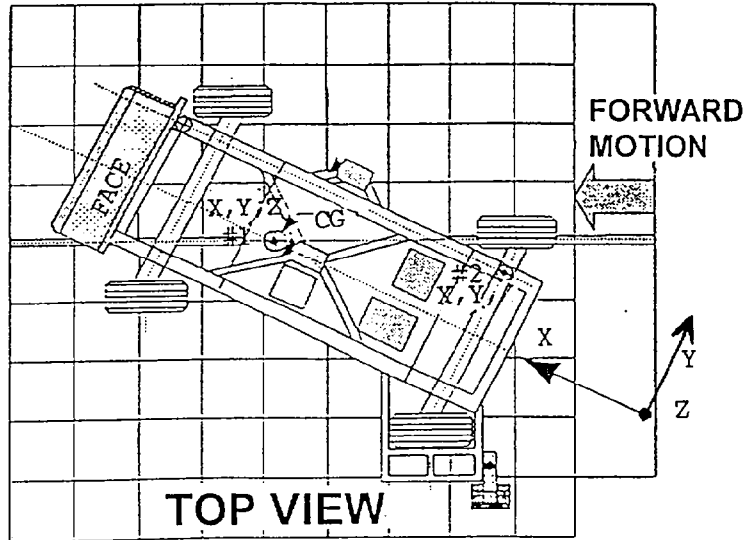 FORWARD
MOTION
FACE
X,Y,Z
CG
#1
#2
X,Y
X
Y
Z
TOP VIEW